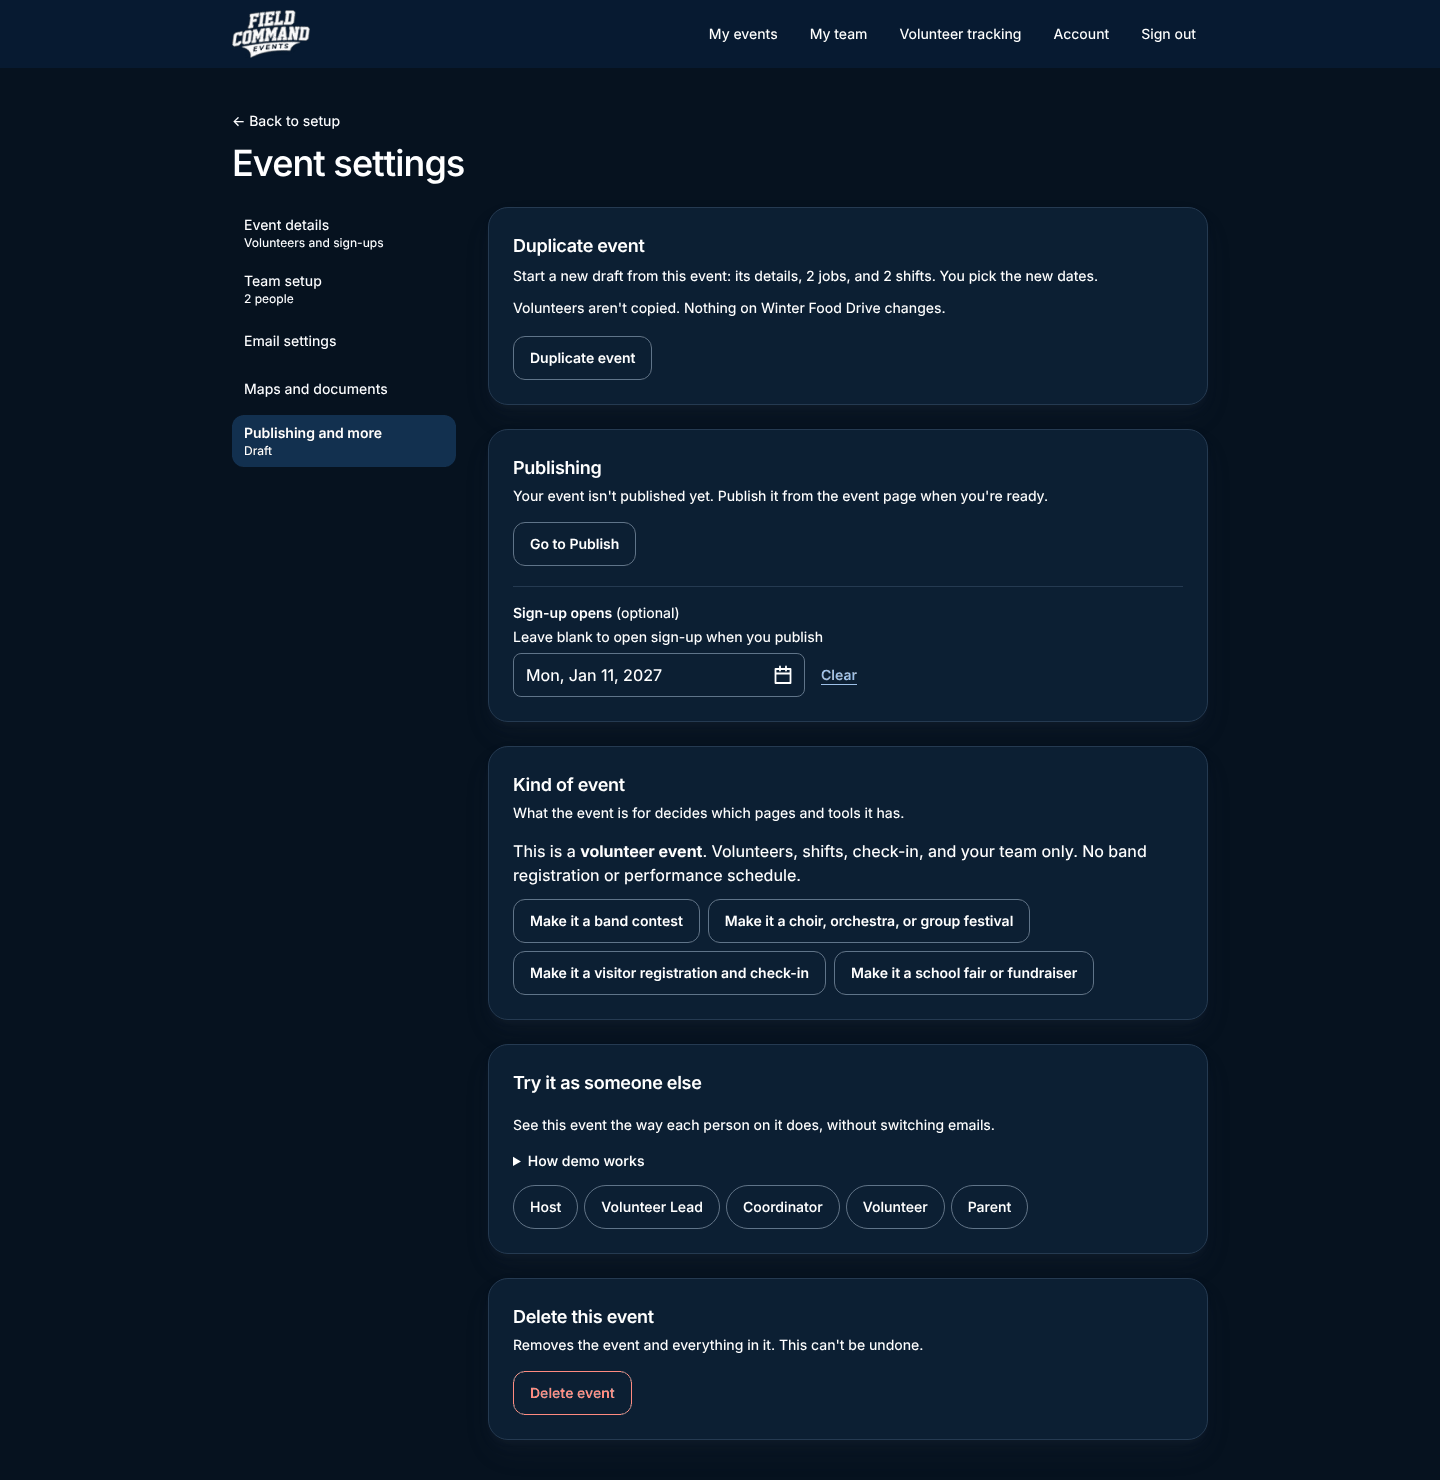 FIELD
COMMAND
EVENTS
My events
My team
Volunteer tracking
Account
Sign out
← Back to setup
Event settings
Event details
Volunteers and sign-ups
Team setup
2 people
Email settings
Maps and documents
Publishing and more
Draft
Duplicate event
Start a new draft from this event: its details, 2 jobs, and 2 shifts. You pick the new dates.
Volunteers aren't copied. Nothing on Winter Food Drive changes.
Duplicate event
Publishing
Your event isn't published yet. Publish it from the event page when you're ready.
Go to Publish
Sign-up opens (optional)
Leave blank to open sign-up when you publish
Mon, Jan 11, 2027
Clear
Kind of event
What the event is for decides which pages and tools it has.
This is a volunteer event. Volunteers, shifts, check-in, and your team only. No band
registration or performance schedule.
Make it a band contest
Make it a choir, orchestra, or group festival
Make it a visitor registration and check-in
Make it a school fair or fundraiser
Try it as someone else
See this event the way each person on it does, without switching emails.
▶ How demo works
Host
Volunteer Lead
Coordinator
Volunteer
Parent
Delete this event
Removes the event and everything in it. This can't be undone.
Delete event